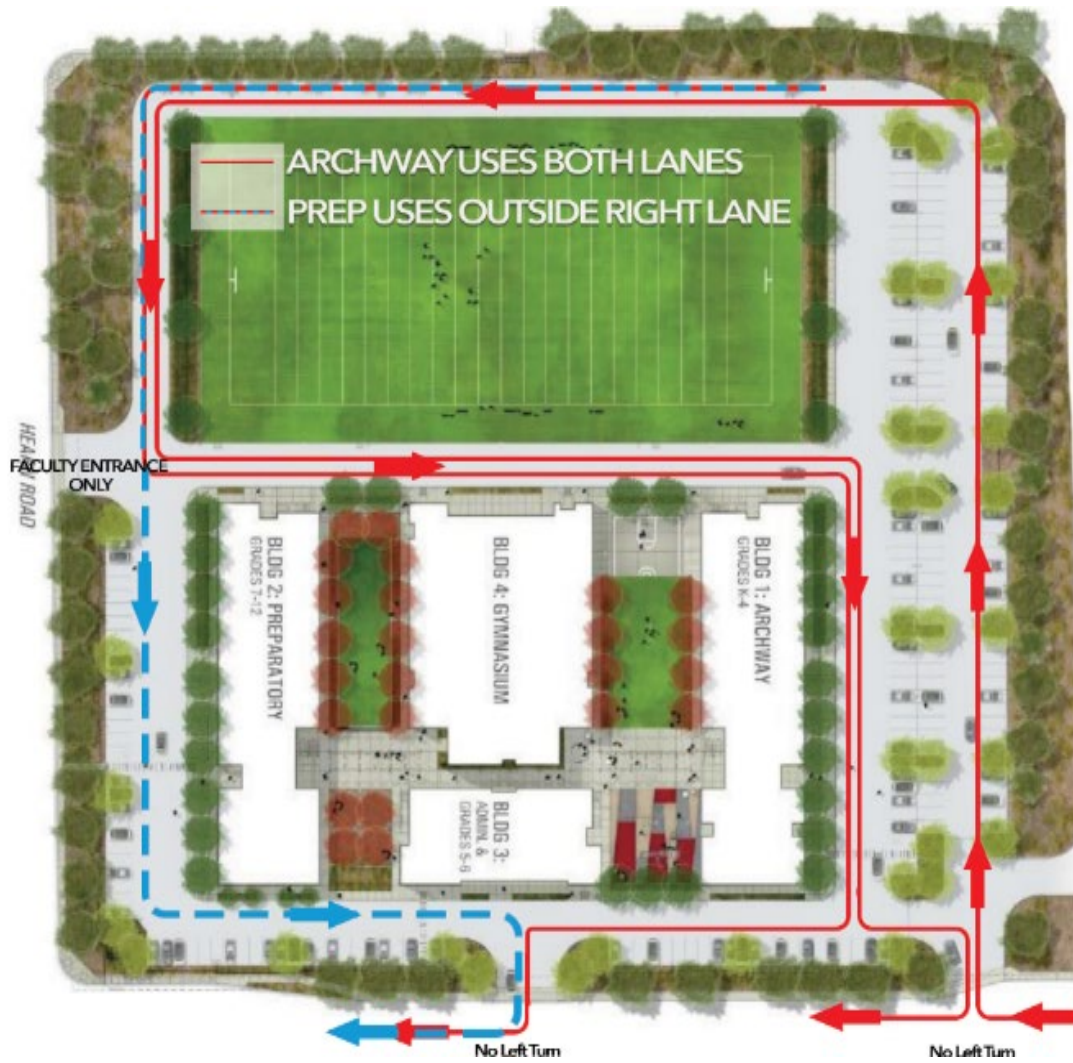 ARCHWAY USES BOTH LANES
PREP USES OUTSIDE RIGHT LANE
FACULTY ENTRANCE
ONLY
BLDG 2: PREPARATORY
GRADES 7-12
BLDG 4: GYMNASIUM
BLDG 1: ARCHWAY
GRADES K-4
BLDG 3:
ADMIN. &
GRADES 5-6
No Left Turn
No Left Turn